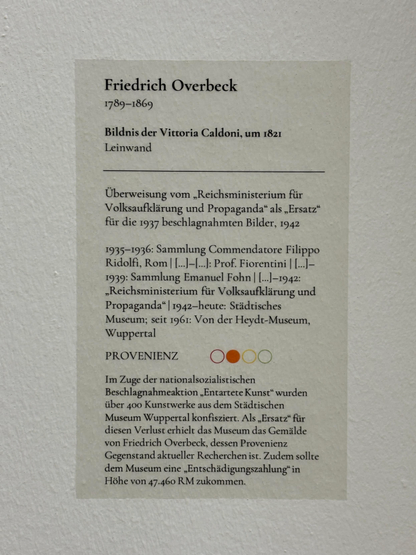 Friedrich Overbeck
1789–1869
Bildnis der Vittoria Caldoni, um 1821
Leinwand
Überweisung vom „Reichsministerium für
Volksaufklärung und Propaganda“ als „Ersatz“
für die 1937 beschlagnahmten Bilder, 1942
1935–1936: Sammlung Commendatore Filippo
Ridolfi, Rom | [...]–[...]: Prof. Fiorentini | [...]–
1939: Sammlung Emanuel Fohn | [...]–1942:
„Reichsministerium für Volksaufklärung und
Propaganda“ | 1942–heute: Städtisches
Museum; seit 1961: Von der Heydt-Museum,
Wuppertal
PROVENIENZ
Im Zuge der nationalsozialistischen
Beschlagnahmeaktion „Entartete Kunst“ wurden
über 400 Kunstwerke aus dem Städtischen
Museum Wuppertal konfisziert. Als „Ersatz“ für
diesen Verlust erhielt das Museum das Gemälde
von Friedrich Overbeck, dessen Provenienz
Gegenstand aktueller Recherchen ist. Zudem sollte
dem Museum eine „Entschädigungszahlung“ in
Höhe von 47.460 RM zukommen.